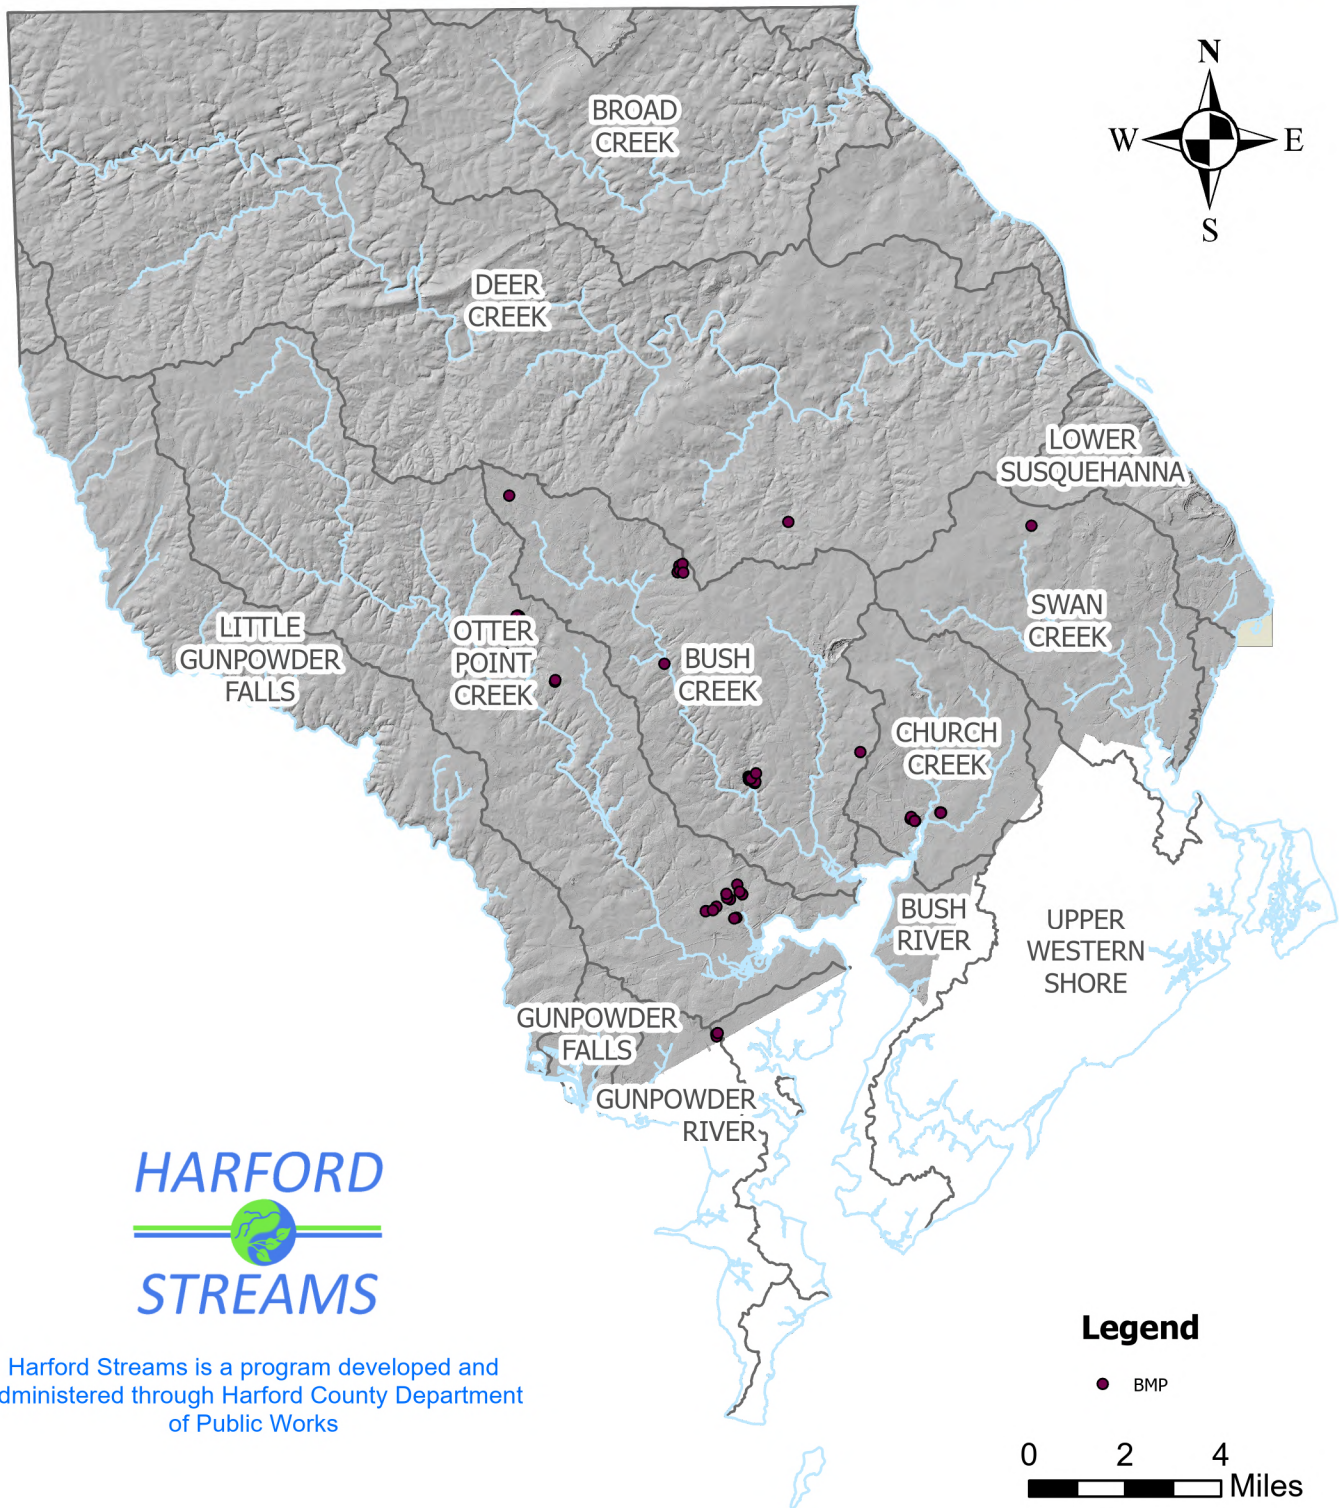 N
W E
S
BROAD
CREEK
DEER
CREEK
LOWER
SUSQUEHANNA
SWAN
CREEK
LITTLE
GUNPOWDER
FALLS
OTTER
POINT
CREEK
BUSH
CREEK
CHURCH
CREEK
BUSH
RIVER
UPPER
WESTERN
SHORE
GUNPOWDER
FALLS
GUNPOWDER
RIVER
HARFORD
STREAMS
Harford Streams is a program developed and
dministered through Harford County Department
of Public Works
Legend
BMP
0 2 4
Miles